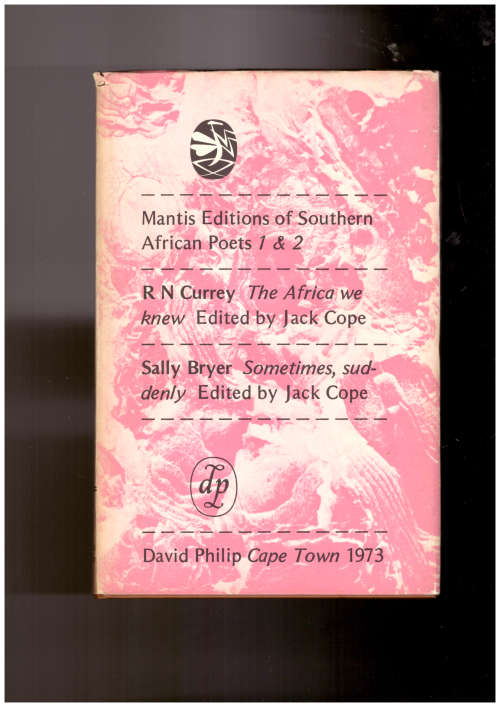 Mantis Editions of Southern
African Poets 1 & 2
R N Currey The Africa we
knew Edited by Jack Cope
Sally Bryer Sometimes, sud-
denly Edited by Jack Cope
dp
David Philip Cape Town 1973